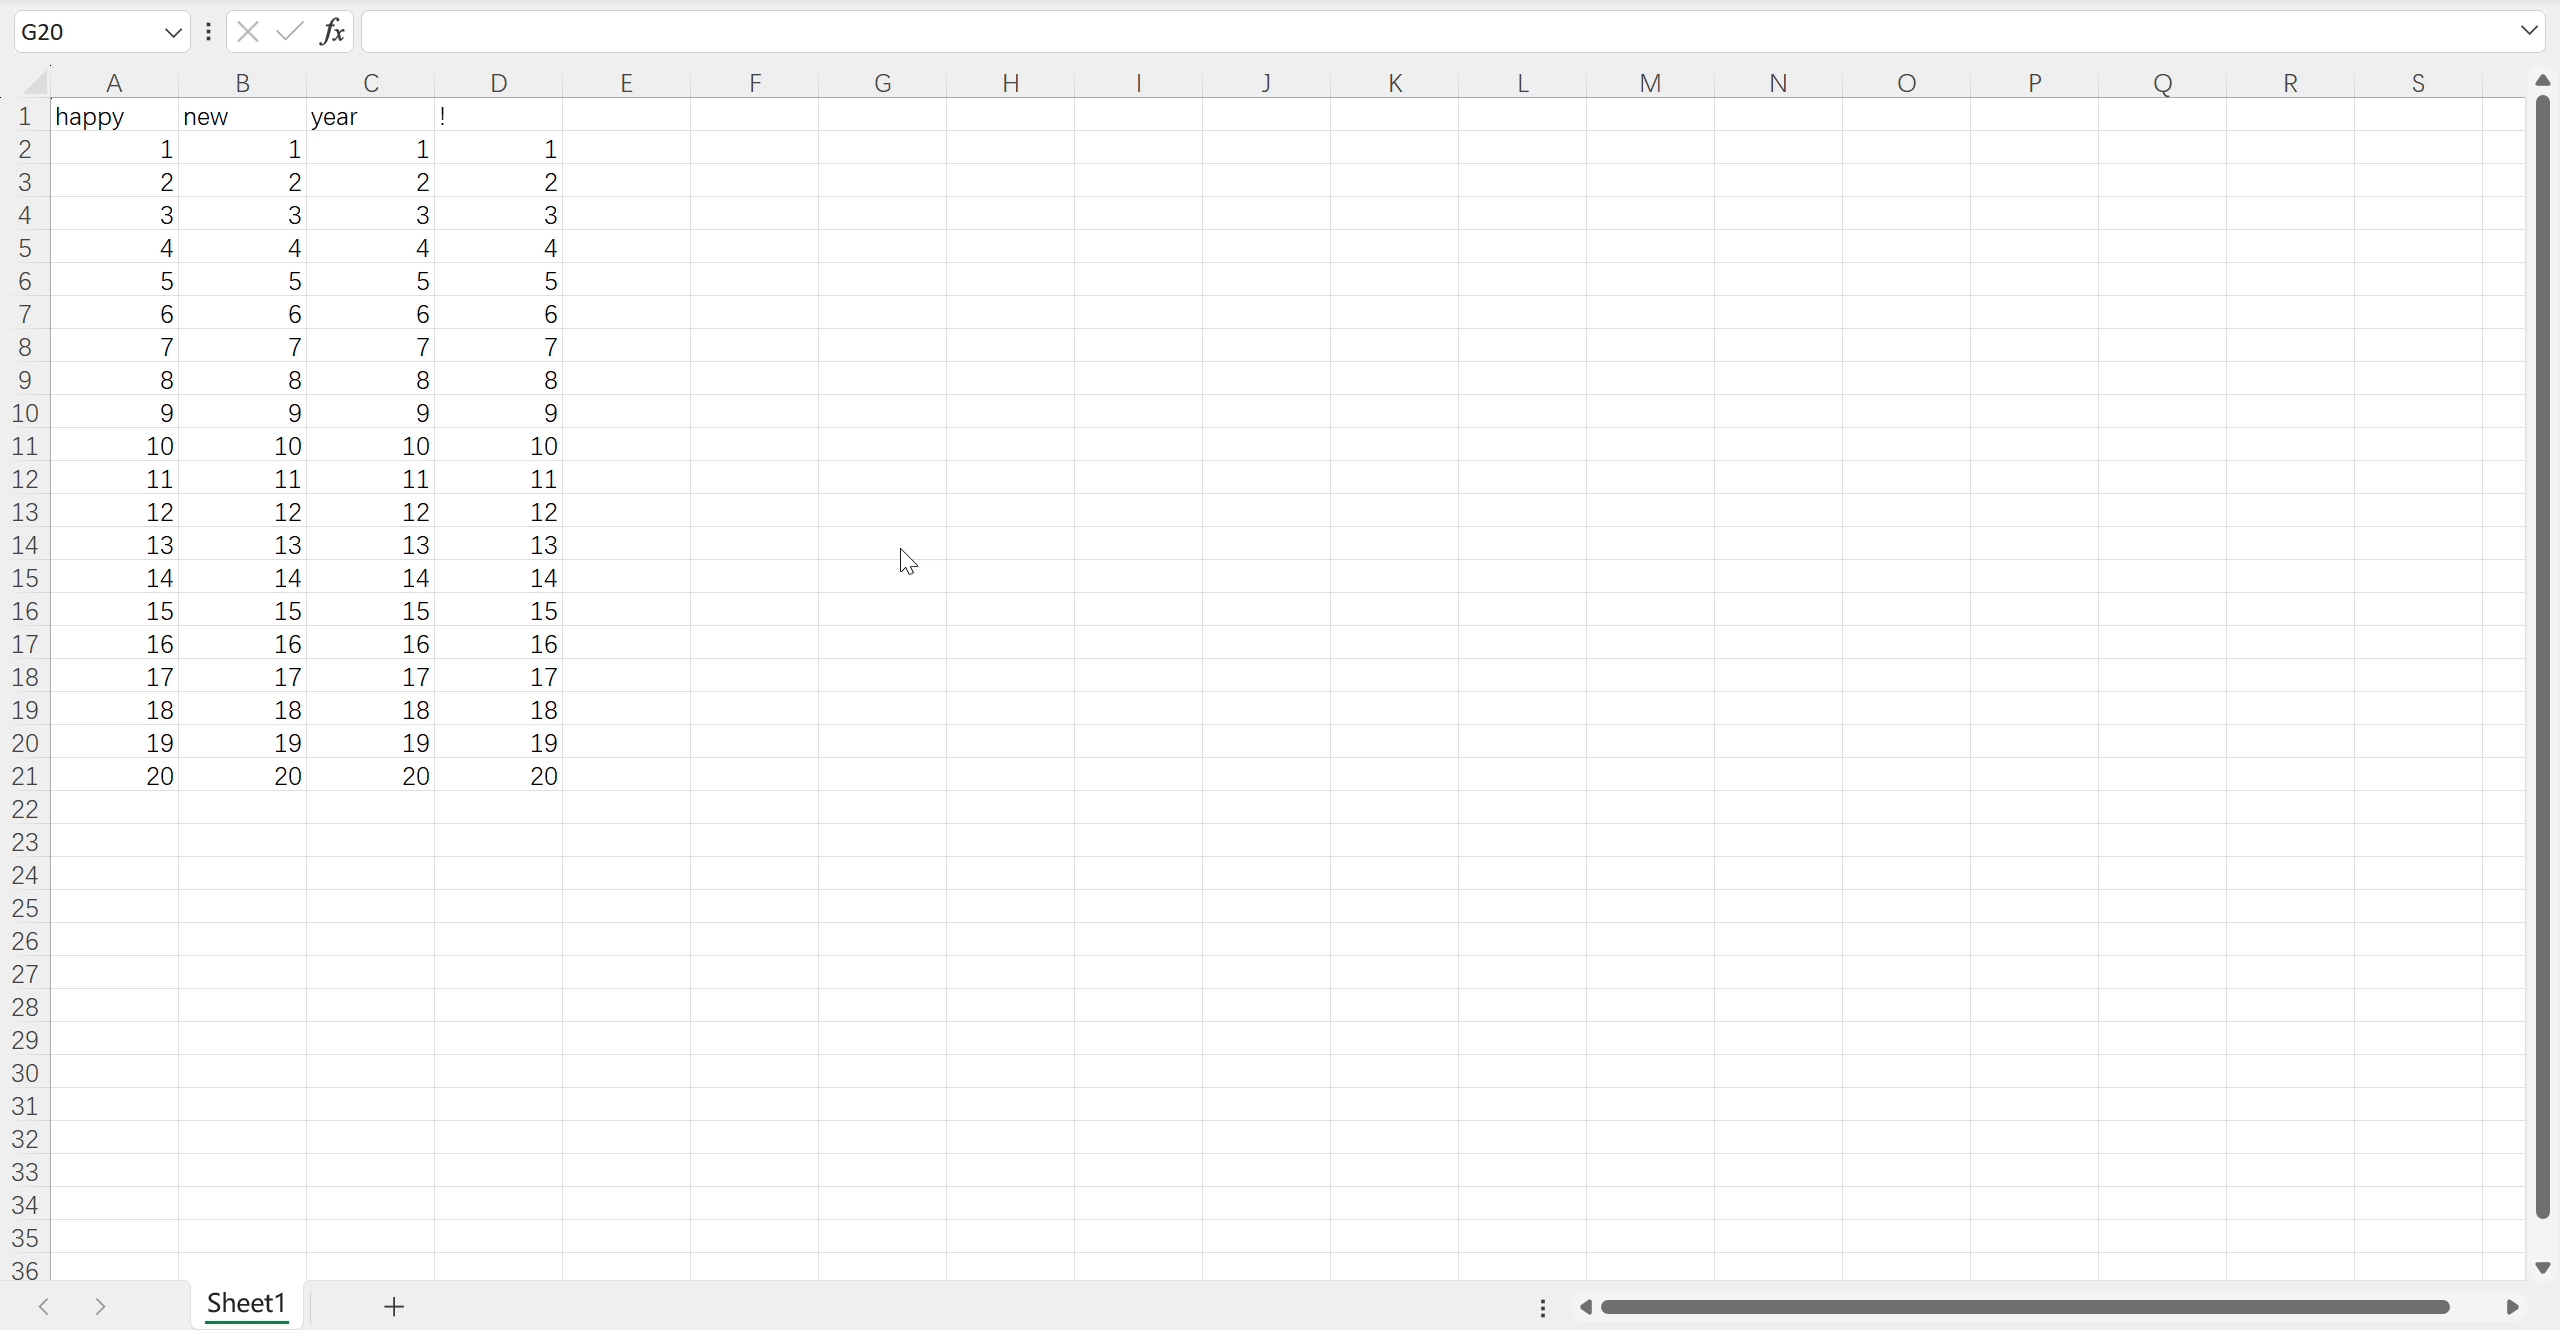 G20 fx
A B C D E F G H I J K L M N O P Q R S
1 happy new year !
2 1 1 1 1
3 2 2 2 2
4 3 3 3 3
5 4 4 4 4
6 5 5 5 5
7 6 6 6 6
8 7 7 7 7
9 8 8 8 8
10 9 9 9 9
11 10 10 10 10
12 11 11 11 11
13 12 12 12 12
14 13 13 13 13
15 14 14 14 14
16 15 15 15 15
17 16 16 16 16
18 17 17 17 17
19 18 18 18 18
20 19 19 19 19
21 20 20 20 20
22
23
24
25
26
27
28
29
30
31
32
33
34
35
36
Sheet1